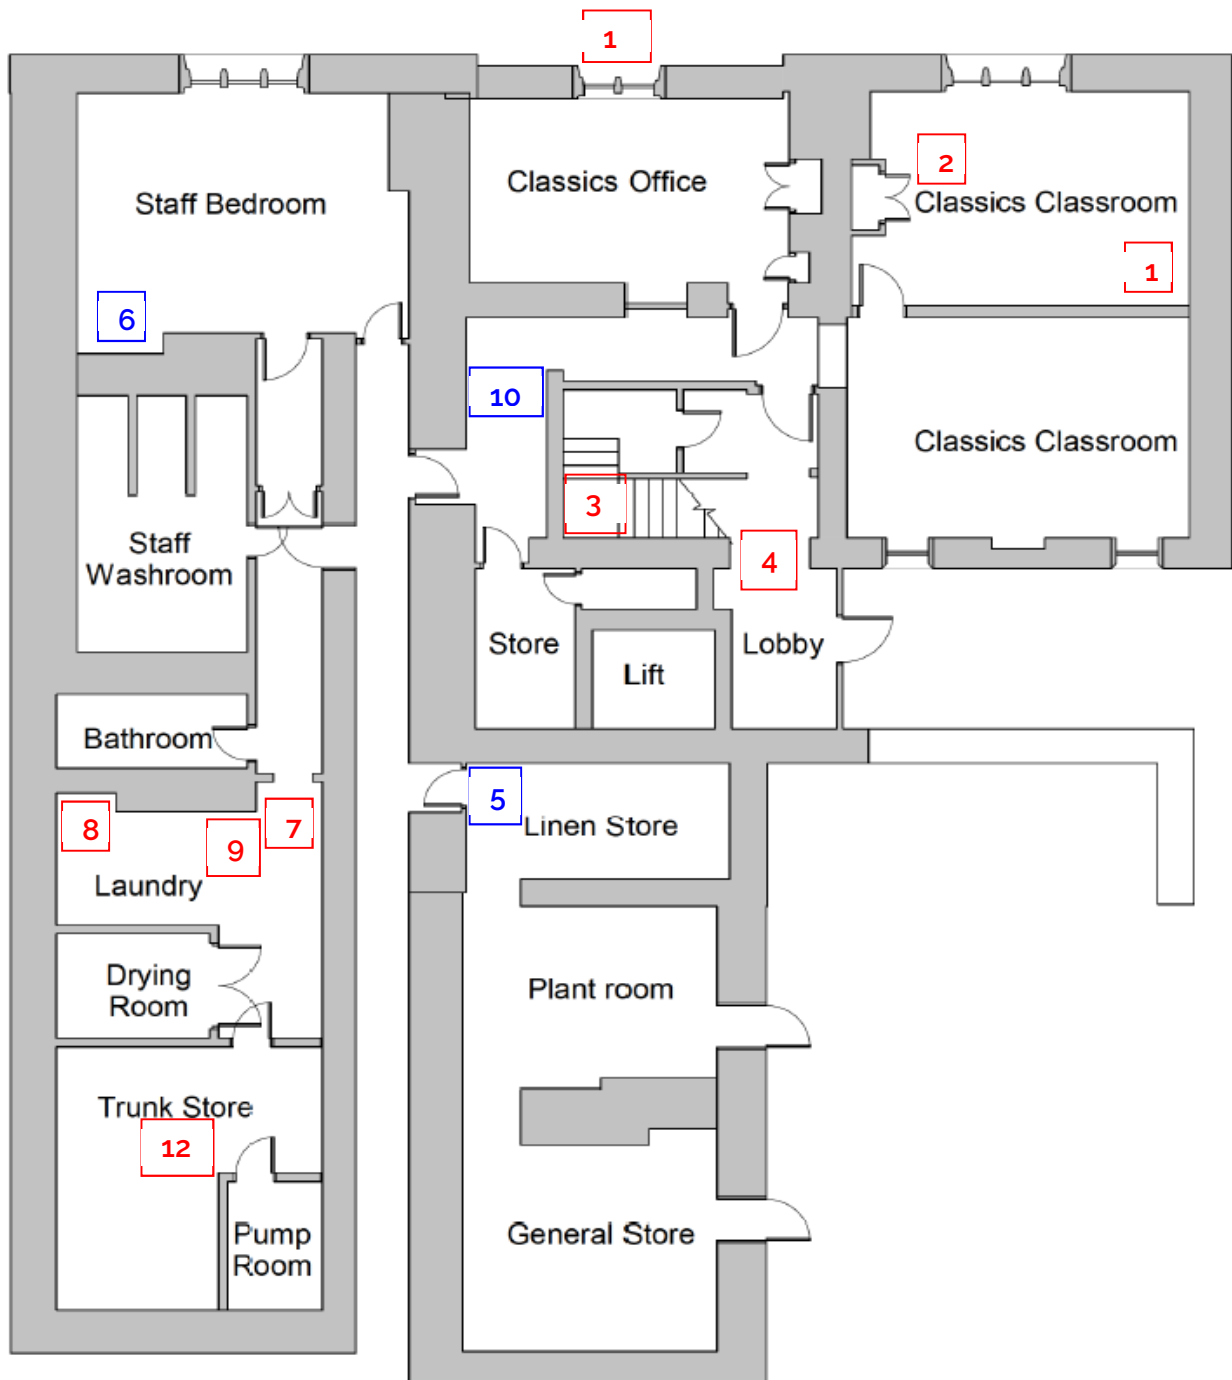 1
Classics Office
2
Staff Bedroom
Classics Classroom
1
6
10
Classics Classroom
3
4
Staff
Washroom
Store
Lobby
Lift
Bathroom
5
Linen Store
8
9
7
Laundry
Drying
Room
Plant room
Trunk Store
12
Pump
Room
General Store